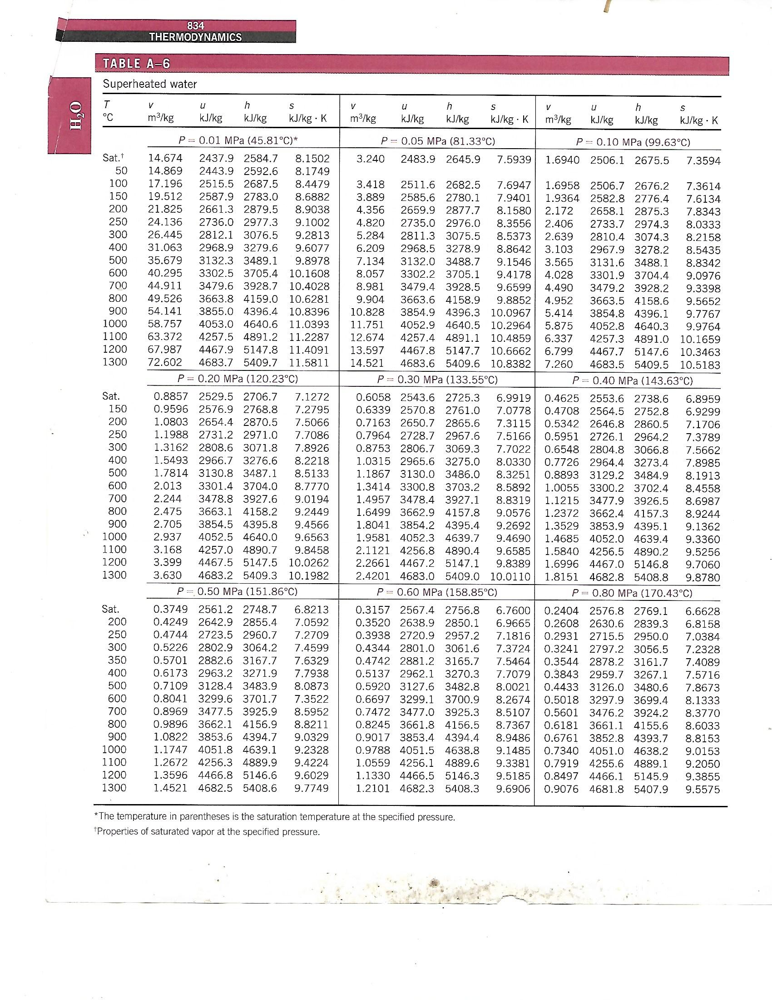 834
THERMODYNAMICS
TABLE A–6
H₂O
Superheated water
T v u h s v u h s v u h s
°C m³/kg kJ/kg kJ/kg kJ/kg · K m³/kg kJ/kg kJ/kg kJ/kg · K m³/kg kJ/kg kJ/kg kJ/kg · K
P = 0.01 MPa (45.81°C)* P = 0.05 MPa (81.33°C) P = 0.10 MPa (99.63°C)
Sat.† 14.674 2437.9 2584.7 8.1502 3.240 2483.9 2645.9 7.5939 1.6940 2506.1 2675.5 7.3594
50 14.869 2443.9 2592.6 8.1749
100 17.196 2515.5 2687.5 8.4479 3.418 2511.6 2682.5 7.6947 1.6958 2506.7 2676.2 7.3614
150 19.512 2587.9 2783.0 8.6882 3.889 2585.6 2780.1 7.9401 1.9364 2582.8 2776.4 7.6134
200 21.825 2661.3 2879.5 8.9038 4.356 2659.9 2877.7 8.1580 2.172 2658.1 2875.3 7.8343
250 24.136 2736.0 2977.3 9.1002 4.820 2735.0 2976.0 8.3556 2.406 2733.7 2974.3 8.0333
300 26.445 2812.1 3076.5 9.2813 5.284 2811.3 3075.5 8.5373 2.639 2810.4 3074.3 8.2158
400 31.063 2968.9 3279.6 9.6077 6.209 2968.5 3278.9 8.8642 3.103 2967.9 3278.2 8.5435
500 35.679 3132.3 3489.1 9.8978 7.134 3132.0 3488.7 9.1546 3.565 3131.6 3488.1 8.8342
600 40.295 3302.5 3705.4 10.1608 8.057 3302.2 3705.1 9.4178 4.028 3301.9 3704.4 9.0976
700 44.911 3479.6 3928.7 10.4028 8.981 3479.4 3928.5 9.6599 4.490 3479.2 3928.2 9.3398
800 49.526 3663.8 4159.0 10.6281 9.904 3663.6 4158.9 9.8852 4.952 3663.5 4158.6 9.5652
900 54.141 3855.0 4396.4 10.8396 10.828 3854.9 4396.3 10.0967 5.414 3854.8 4396.1 9.7767
1000 58.757 4053.0 4640.6 11.0393 11.751 4052.9 4640.5 10.2964 5.875 4052.8 4640.3 9.9764
1100 63.372 4257.5 4891.2 11.2287 12.674 4257.4 4891.1 10.4859 6.337 4257.3 4891.0 10.1659
1200 67.987 4467.9 5147.8 11.4091 13.597 4467.8 5147.7 10.6662 6.799 4467.7 5147.6 10.3463
1300 72.602 4683.7 5409.7 11.5811 14.521 4683.6 5409.6 10.8382 7.260 4683.5 5409.5 10.5183
P = 0.20 MPa (120.23°C) P = 0.30 MPa (133.55°C) P = 0.40 MPa (143.63°C)
Sat. 0.8857 2529.5 2706.7 7.1272 0.6058 2543.6 2725.3 6.9919 0.4625 2553.6 2738.6 6.8959
150 0.9596 2576.9 2768.8 7.2795 0.6339 2570.8 2761.0 7.0778 0.4708 2564.5 2752.8 6.9299
200 1.0803 2654.4 2870.5 7.5066 0.7163 2650.7 2865.6 7.3115 0.5342 2646.8 2860.5 7.1706
250 1.1988 2731.2 2971.0 7.7086 0.7964 2728.7 2967.6 7.5166 0.5951 2726.1 2964.2 7.3789
300 1.3162 2808.6 3071.8 7.8926 0.8753 2806.7 3069.3 7.7022 0.6548 2804.8 3066.8 7.5662
400 1.5493 2966.7 3276.6 8.2218 1.0315 2965.6 3275.0 8.0330 0.7726 2964.4 3273.4 7.8985
500 1.7814 3130.8 3487.1 8.5133 1.1867 3130.0 3486.0 8.3251 0.8893 3129.2 3484.9 8.1913
600 2.013 3301.4 3704.0 8.7770 1.3414 3300.8 3703.2 8.5892 1.0055 3300.2 3702.4 8.4558
700 2.244 3478.8 3927.6 9.0194 1.4957 3478.4 3927.1 8.8319 1.1215 3477.9 3926.5 8.6987
800 2.475 3663.1 4158.2 9.2449 1.6499 3662.9 4157.8 9.0576 1.2372 3662.4 4157.3 8.9244
900 2.705 3854.5 4395.8 9.4566 1.8041 3854.2 4395.4 9.2692 1.3529 3853.9 4395.1 9.1362
1000 2.937 4052.5 4640.0 9.6563 1.9581 4052.3 4639.7 9.4690 1.4685 4052.0 4639.4 9.3360
1100 3.168 4257.0 4890.7 9.8458 2.1121 4256.8 4890.4 9.6585 1.5840 4256.5 4890.2 9.5256
1200 3.399 4467.5 5147.5 10.0262 2.2661 4467.2 5147.1 9.8389 1.6996 4467.0 5146.8 9.7060
1300 3.630 4683.2 5409.3 10.1982 2.4201 4683.0 5409.0 10.0110 1.8151 4682.8 5408.8 9.8780
P = 0.50 MPa (151.86°C) P = 0.60 MPa (158.85°C) P = 0.80 MPa (170.43°C)
Sat. 0.3749 2561.2 2748.7 6.8213 0.3157 2567.4 2756.8 6.7600 0.2404 2576.8 2769.1 6.6628
200 0.4249 2642.9 2855.4 7.0592 0.3520 2638.9 2850.1 6.9665 0.2608 2630.6 2839.3 6.8158
250 0.4744 2723.5 2960.7 7.2709 0.3938 2720.9 2957.2 7.1816 0.2931 2715.5 2950.0 7.0384
300 0.5226 2802.9 3064.2 7.4599 0.4344 2801.0 3061.6 7.3724 0.3241 2797.2 3056.5 7.2328
350 0.5701 2882.6 3167.7 7.6329 0.4742 2881.2 3165.7 7.5464 0.3544 2878.2 3161.7 7.4089
400 0.6173 2963.2 3271.9 7.7938 0.5137 2962.1 3270.3 7.7079 0.3843 2959.7 3267.1 7.5716
500 0.7109 3128.4 3483.9 8.0873 0.5920 3127.6 3482.8 8.0021 0.4433 3126.0 3480.6 7.8673
600 0.8041 3299.6 3701.7 7.3522 0.6697 3299.1 3700.9 8.2674 0.5018 3297.9 3699.4 8.1333
700 0.8969 3477.5 3925.9 8.5952 0.7472 3477.0 3925.3 8.5107 0.5601 3476.2 3924.2 8.3770
800 0.9896 3662.1 4156.9 8.8211 0.8245 3661.8 4156.5 8.7367 0.6181 3661.1 4155.6 8.6033
900 1.0822 3853.6 4394.7 9.0329 0.9017 3853.4 4394.4 8.9486 0.6761 3852.8 4393.7 8.8153
1000 1.1747 4051.8 4639.1 9.2328 0.9788 4051.5 4638.8 9.1485 0.7340 4051.0 4638.2 9.0153
1100 1.2672 4256.3 4889.9 9.4224 1.0559 4256.1 4889.6 9.3381 0.7919 4255.6 4889.1 9.2050
1200 1.3596 4466.8 5146.6 9.6029 1.1330 4466.5 5146.3 9.5185 0.8497 4466.1 5145.9 9.3855
1300 1.4521 4682.5 5408.6 9.7749 1.2101 4682.3 5408.3 9.6906 0.9076 4681.8 5407.9 9.5575
*The temperature in parentheses is the saturation temperature at the specified pressure.
†Properties of saturated vapor at the specified pressure.